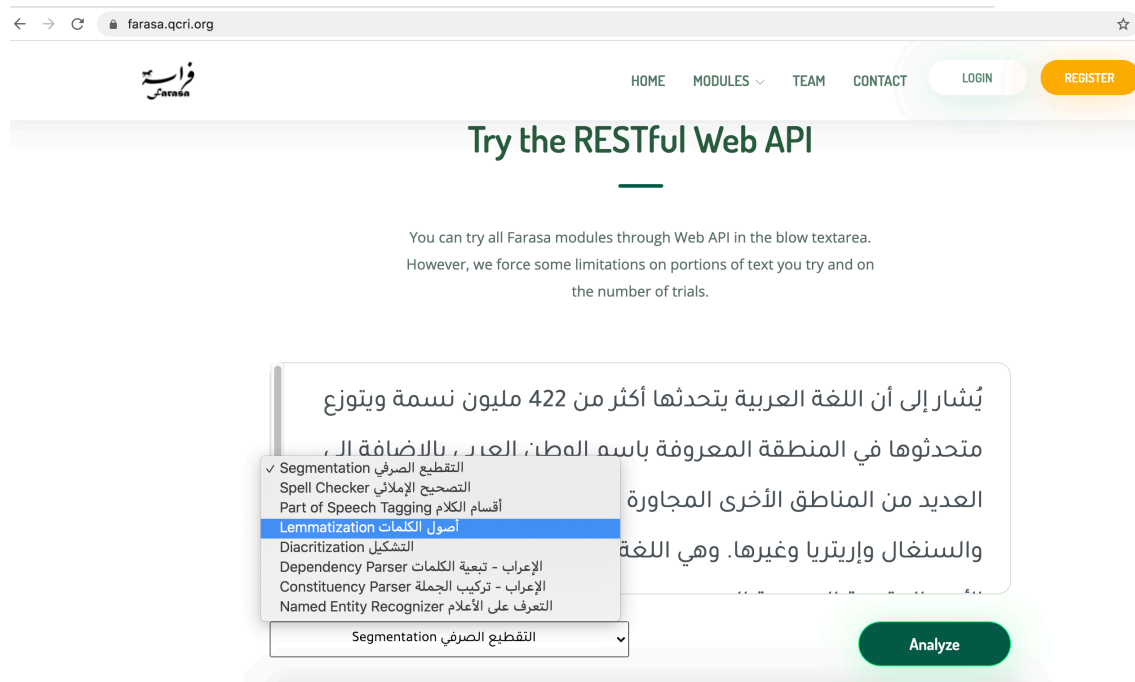 farasa.qcri.org
فراسة
Farasa
HOME MODULES TEAM CONTACT LOGIN REGISTER
Try the RESTful Web API
You can try all Farasa modules through Web API in the blow textarea.
However, we force some limitations on portions of text you try and on
the number of trials.
يُشار إلى أن اللغة العربية يتحدثها أكثر من 422 مليون نسمة ويتوزع
متحدثوها في المنطقة المعروفة باسم الوطن العربي بالإضافة إلى
العديد من المناطق الأخرى المجاورة
والسنغال وإريتريا وغيرها. وهي اللغة
✓ Segmentation التقطيع الصرفي
Spell Checker التصحيح الإملائي
Part of Speech Tagging أقسام الكلام
Lemmatization أصول الكلمات
Diacritization التشكيل
Dependency Parser الإعراب - تبعية الكلمات
Constituency Parser الإعراب - تركيب الجملة
Named Entity Recognizer التعرف على الأعلام
Segmentation التقطيع الصرفي
Analyze